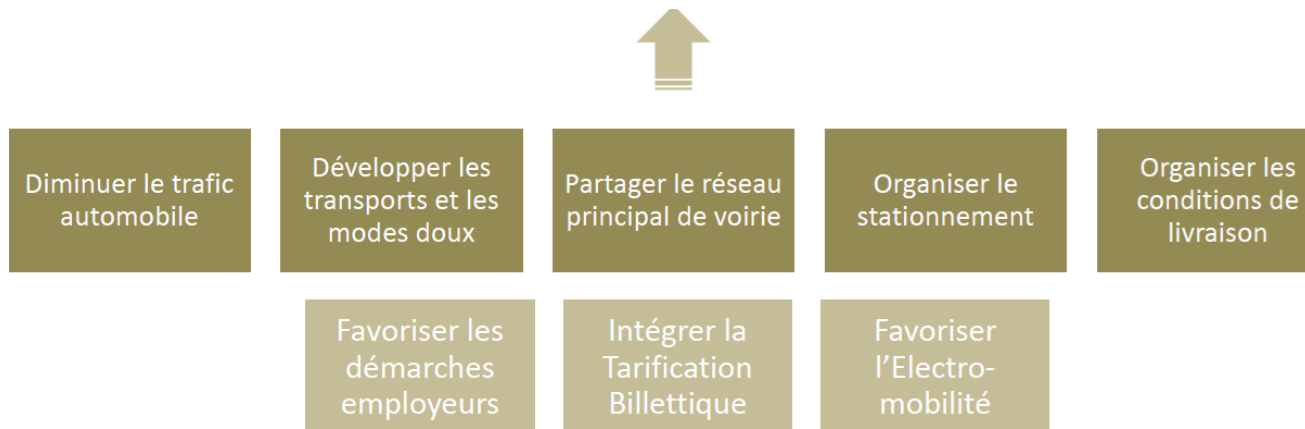 Diminuer le trafic
automobile
Développer les
transports et les
modes doux
Partager le réseau
principal de voirie
Organiser le
stationnement
Organiser les
conditions de
livraison
Favoriser les
démarches
employeurs
Intégrer la
Tarification
Billettique
Favoriser
l’Electro-
mobilité